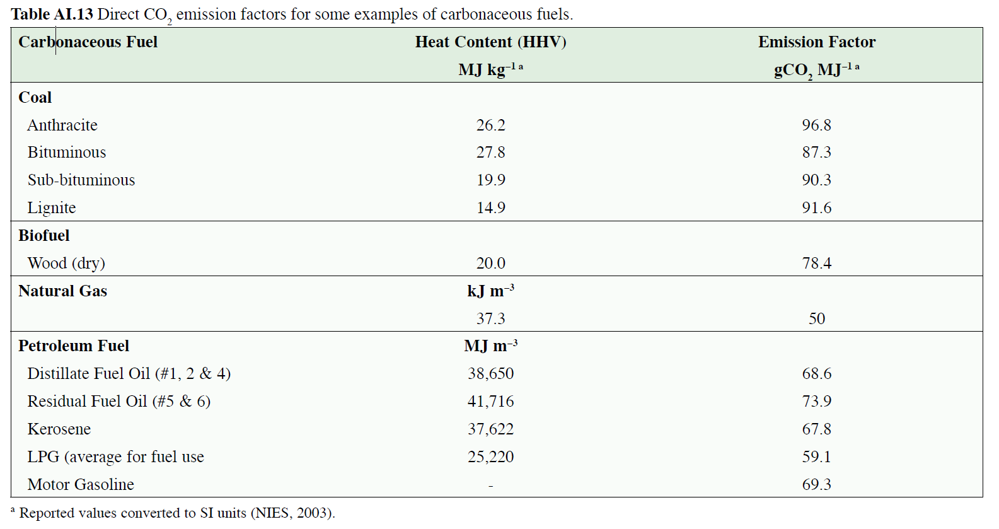 Table AI.13 Direct CO₂ emission factors for some examples of carbonaceous fuels.
Carbonaceous Fuel Heat Content (HHV) Emission Factor
MJ kg⁻¹ ᵃ gCO₂ MJ⁻¹ ᵃ
Coal
Anthracite 26.2 96.8
Bituminous 27.8 87.3
Sub-bituminous 19.9 90.3
Lignite 14.9 91.6
Biofuel
Wood (dry) 20.0 78.4
Natural Gas kJ m⁻³
37.3 50
Petroleum Fuel MJ m⁻³
Distillate Fuel Oil (#1, 2 & 4) 38,650 68.6
Residual Fuel Oil (#5 & 6) 41,716 73.9
Kerosene 37,622 67.8
LPG (average for fuel use 25,220 59.1
Motor Gasoline - 69.3
ᵃ Reported values converted to SI units (NIES, 2003).